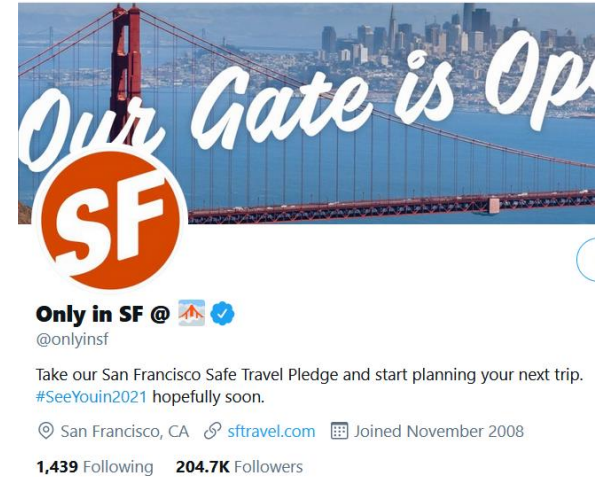 Our Gate is Ope
SF
Only in SF @
@onlyinsf
Take our San Francisco Safe Travel Pledge and start planning your next trip.
#SeeYouin2021 hopefully soon.
San Francisco, CA sftravel.com Joined November 2008
1,439 Following 204.7K Followers